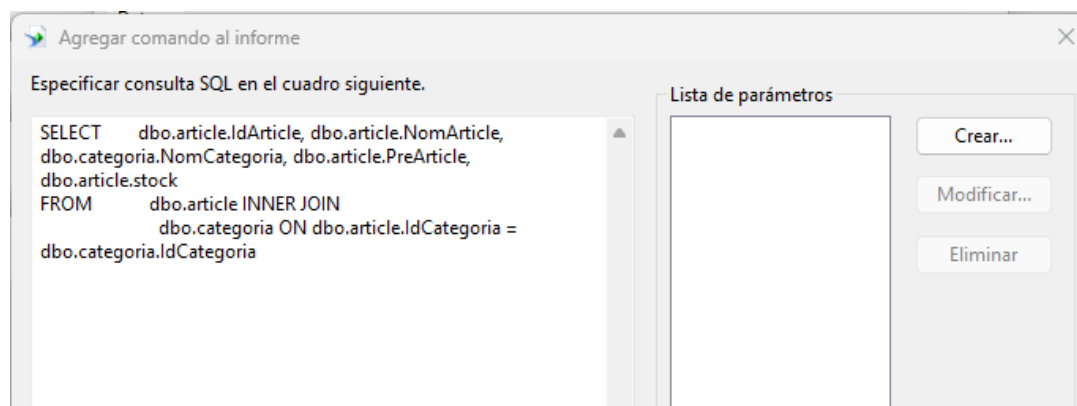 Agregar comando al informe
Especificar consulta SQL en el cuadro siguiente.
SELECT dbo.article.IdArticle, dbo.article.NomArticle,
dbo.categoria.NomCategoria, dbo.article.PreArticle,
dbo.article.stock
FROM dbo.article INNER JOIN
dbo.categoria ON dbo.article.IdCategoria =
dbo.categoria.IdCategoria
Lista de parámetros
Crear...
Modificar...
Eliminar